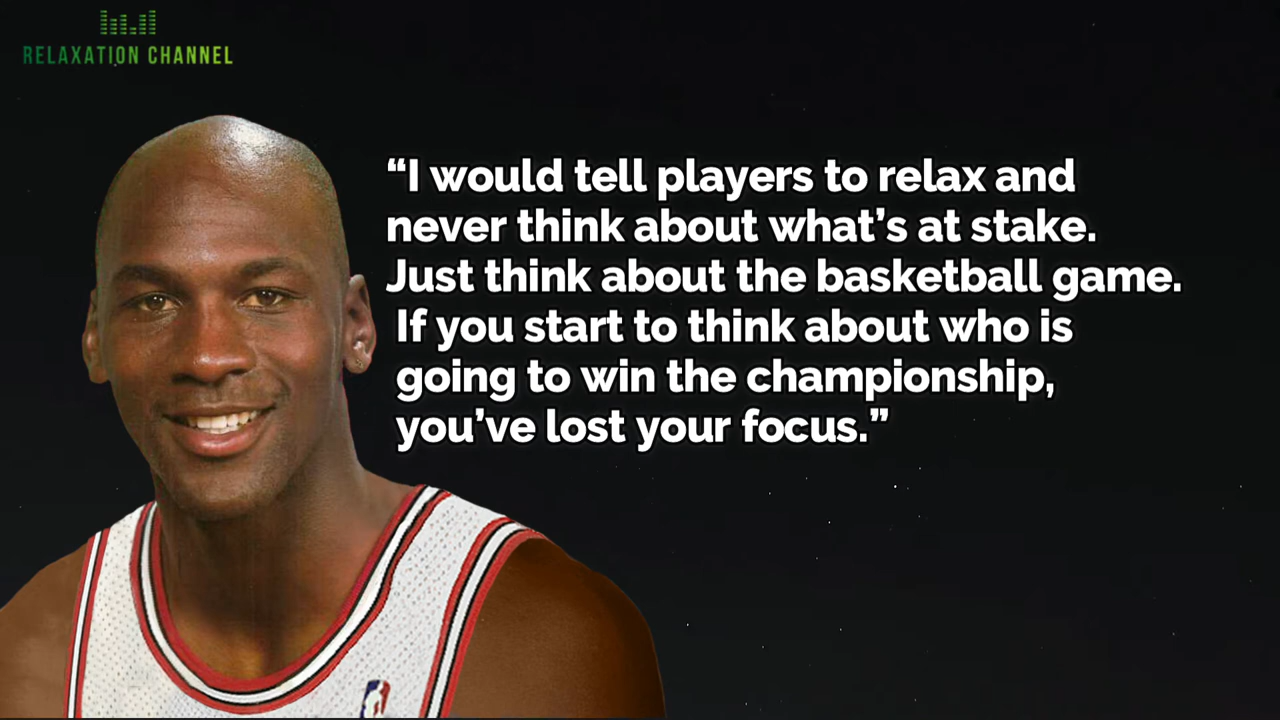 RELAXATION CHANNEL
“I would tell players to relax and
never think about what’s at stake.
Just think about the basketball game.
If you start to think about who is
going to win the championship,
you’ve lost your focus.”